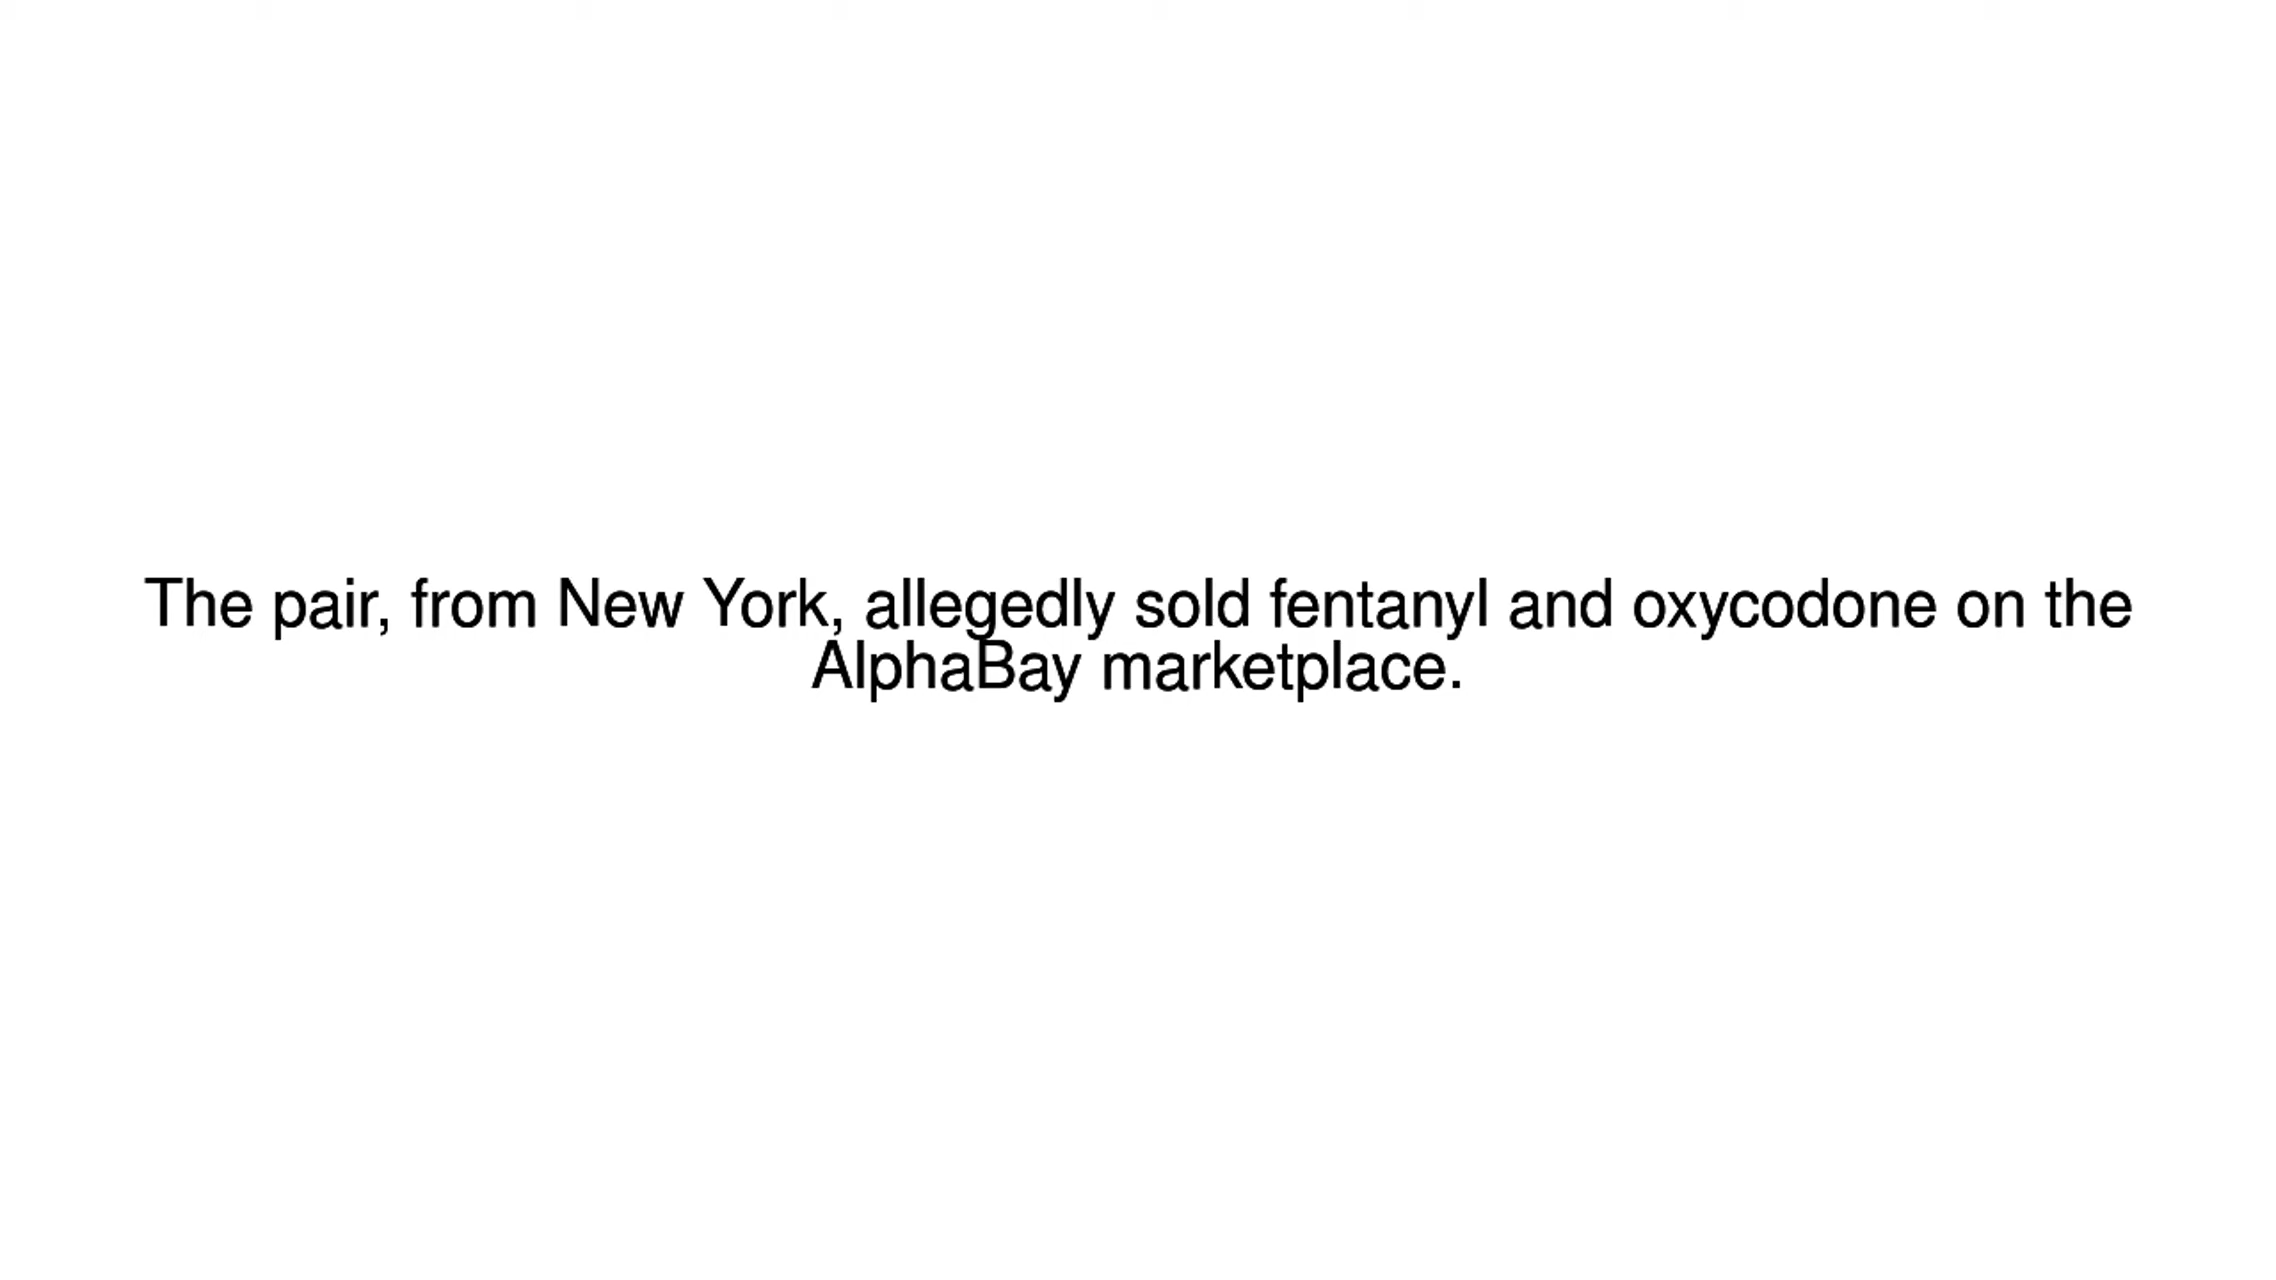 The pair, from New York, allegedly sold fentanyl and oxycodone on the
AlphaBay marketplace.